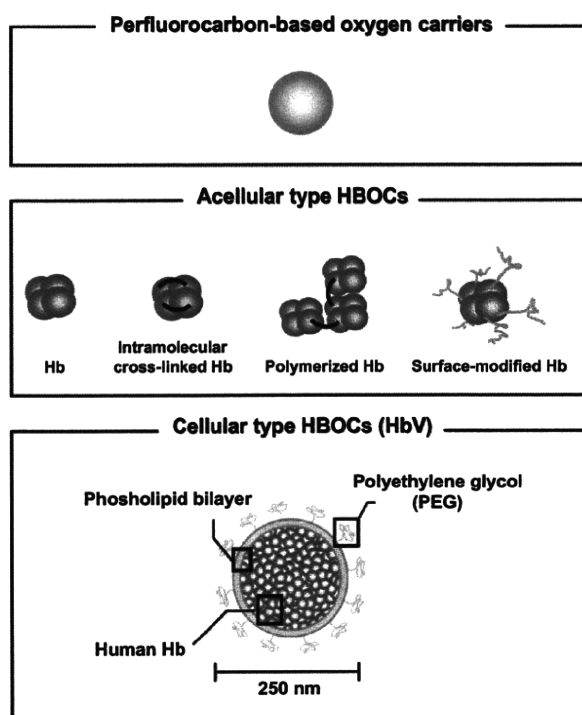 Perfluorocarbon-based oxygen carriers
Acellular type HBOCs
Hb
intramolecular
cross-linked Hb
Polymerized Hb
Surface-modified Hb
Cellular type HBOCs (HbV)
Phosholipid bilayer
Polyethylene glycol
(PEG)
Human Hb
250 nm